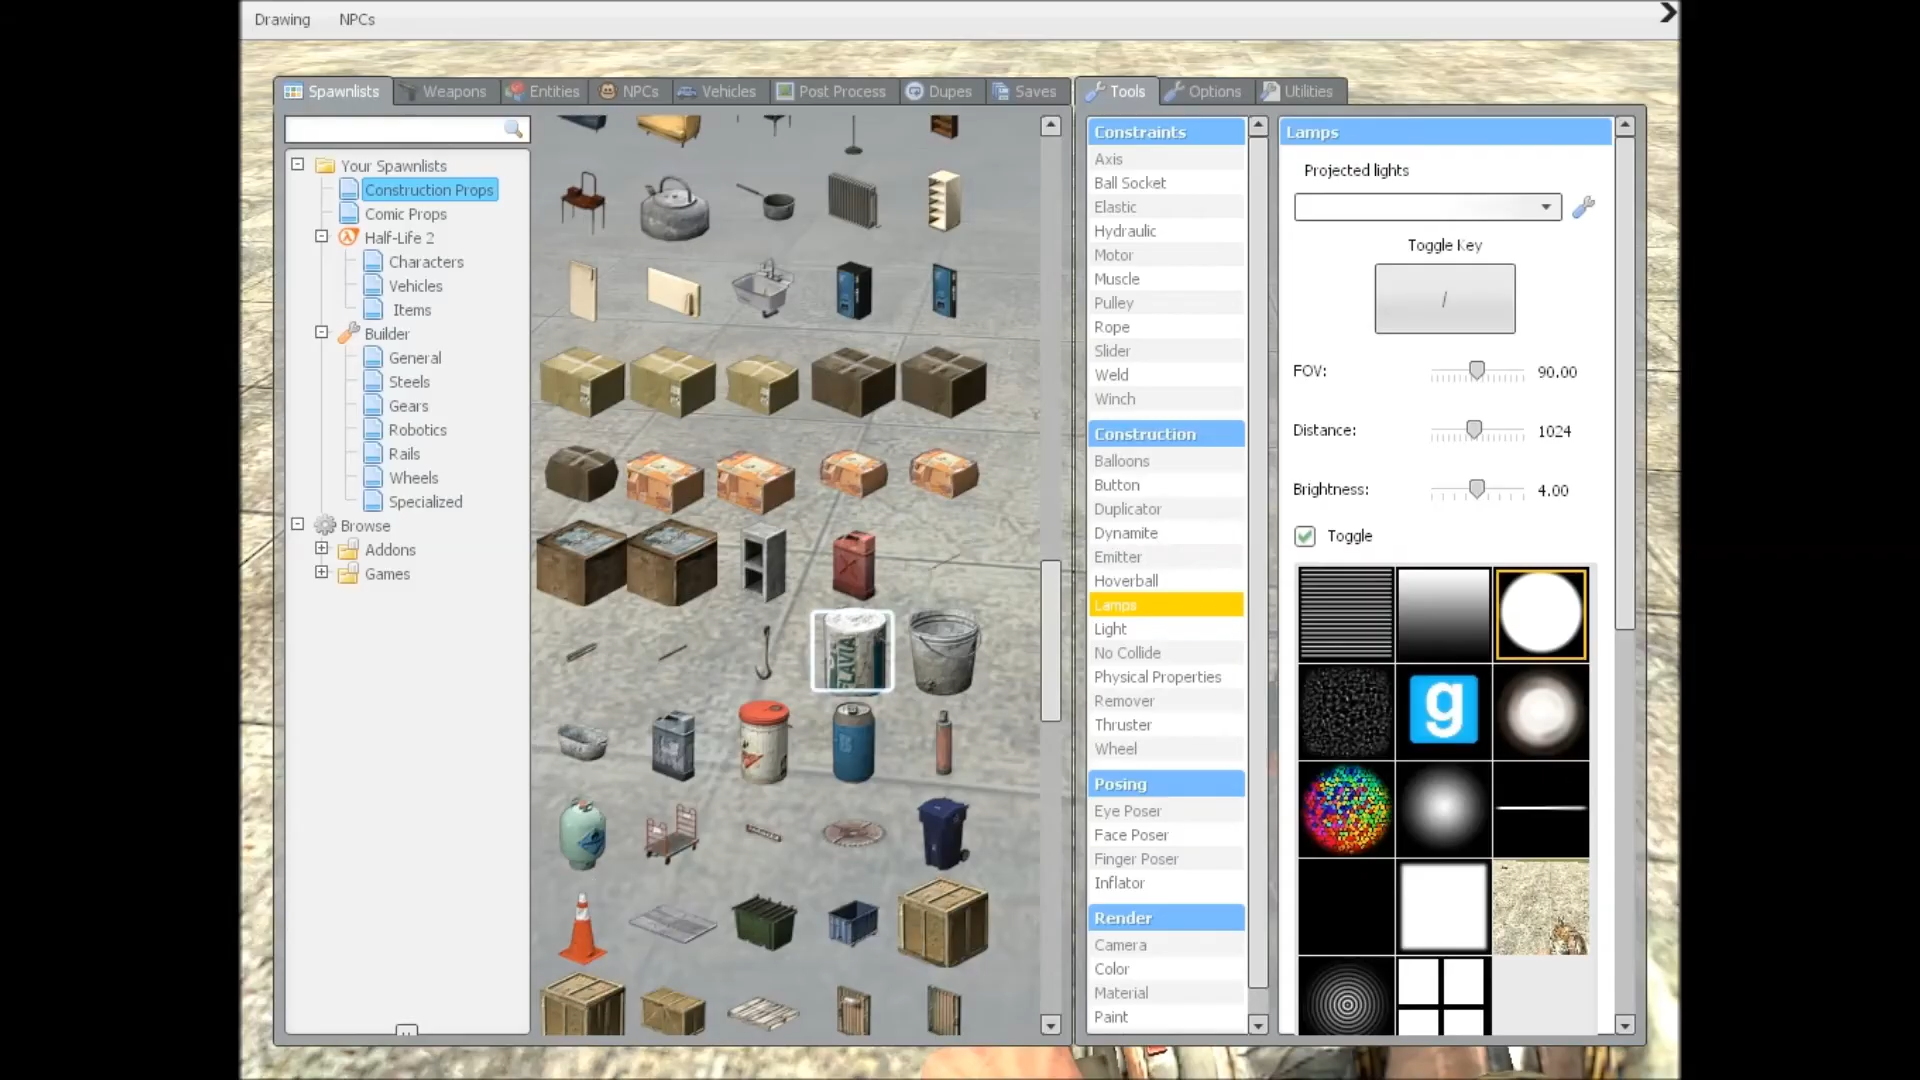 Drawing NPCs
Spawnlists Weapons Entities NPCs Vehicles Post Process Dupes Saves Tools Options Utilities
Your Spawnlists
Construction Props
Comic Props
Half-Life 2
Characters
Vehicles
Items
Builder
General
Steels
Gears
Robotics
Rails
Wheels
Specialized
Browse
Addons
Games
FLAVIA
Constraints
Axis
Ball Socket
Elastic
Hydraulic
Motor
Muscle
Pulley
Rope
Slider
Weld
Winch
Construction
Balloons
Button
Duplicator
Dynamite
Emitter
Hoverball
Lamps
Light
No Collide
Physical Properties
Remover
Thruster
Wheel
Posing
Eye Poser
Face Poser
Finger Poser
Inflator
Render
Camera
Color
Material
Paint
Lamps
Projected lights
Toggle Key
/
FOV: 90.00
Distance: 1024
Brightness: 4.00
Toggle
g